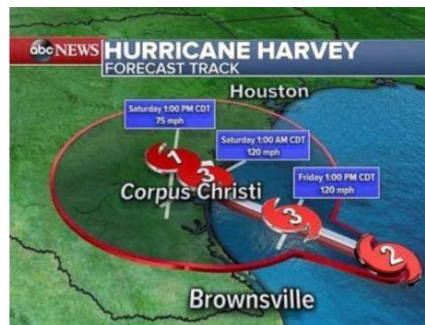 abc NEWS
HURRICANE HARVEY
FORECAST TRACK
Houston
Saturday 1:00 PM CDT
75 mph
Saturday 1:00 AM CDT
120 mph
1
3
Friday 1:00 PM CDT
120 mph
Corpus Christi
3
2
Brownsville